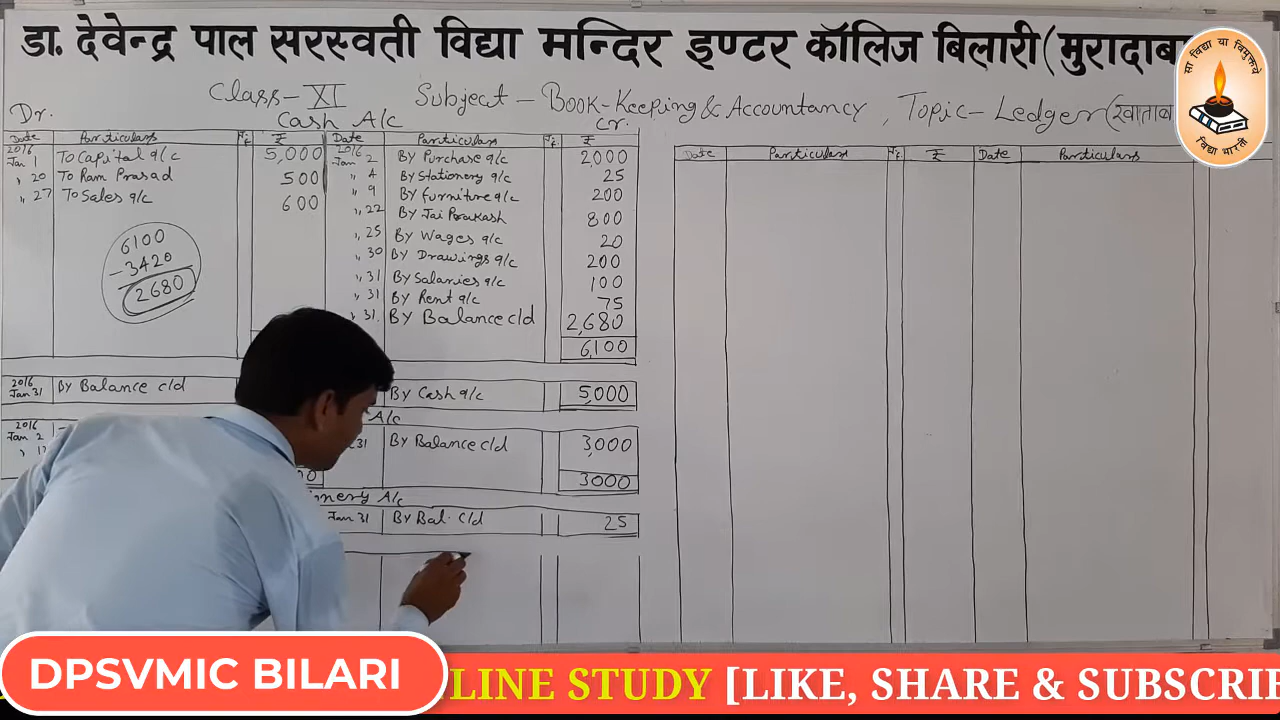 डा. देवेन्द्र पाल सरस्वती विद्या मन्दिर इण्टर कॉलिज बिलारी (मुरादाबा
सा विद्या या विमुक्तये
विद्या भारती
Class - XI Subject - Book-Keeping & Accountancy , Topic - Ledger (खाताब
Dr. Cash A/c Cr.
Date Particulars J.F. ₹ Date Particulars J.F. ₹
2016 Jan 1 To Capital a/c 5,000 2016 Jan 2 By Purchase a/c 2000
,, 20 To Ram Prasad 500 ,, 4 By Stationery a/c 25
,, 27 To Sales a/c 600 ,, 9 By Furniture a/c 200
,, 22 By Jai Prakash 800
,, 25 By Wages a/c 20
,, 30 By Drawings a/c 200
,, 31 By Salaries a/c 100
,, 31 By Rent a/c 75
,, 31. By Balance c/d 2,680
6,100
6100
- 3420
2680
2016 Jan 31 By Balance c/d By Cash a/c 5,000
A/c
2016 Jan 2 31 By Balance c/d 3,000
00 3000
nery A/c
Jan 31 By Bal. c/d 25
Date Particulars J.F. ₹ Date Particulars
DPSVMIC BILARI
LINE STUDY [LIKE, SHARE & SUBSCRIE